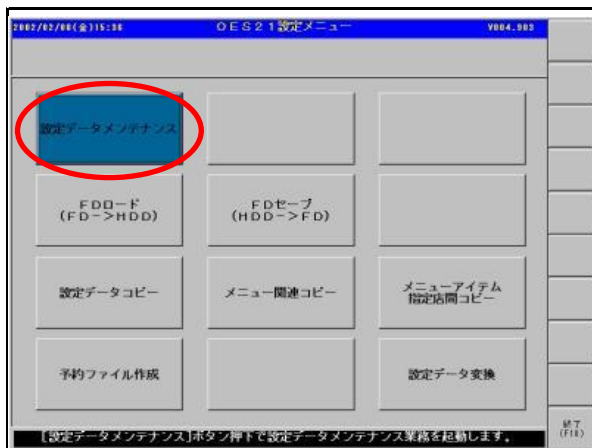 2002/02/08(金)15:36 OES21設定メニュー V004.903
設定データメンテナンス
FDロード
(FD->HDD)
FDセーブ
(HDD->FD)
設定データコピー
メニュー関連コピー
メニューアイテム
指定店間コピー
予約ファイル作成
設定データ変換
[設定データメンテナンス]ボタン押下で設定データメンテナンス業務を起動します。
終了
(F10)